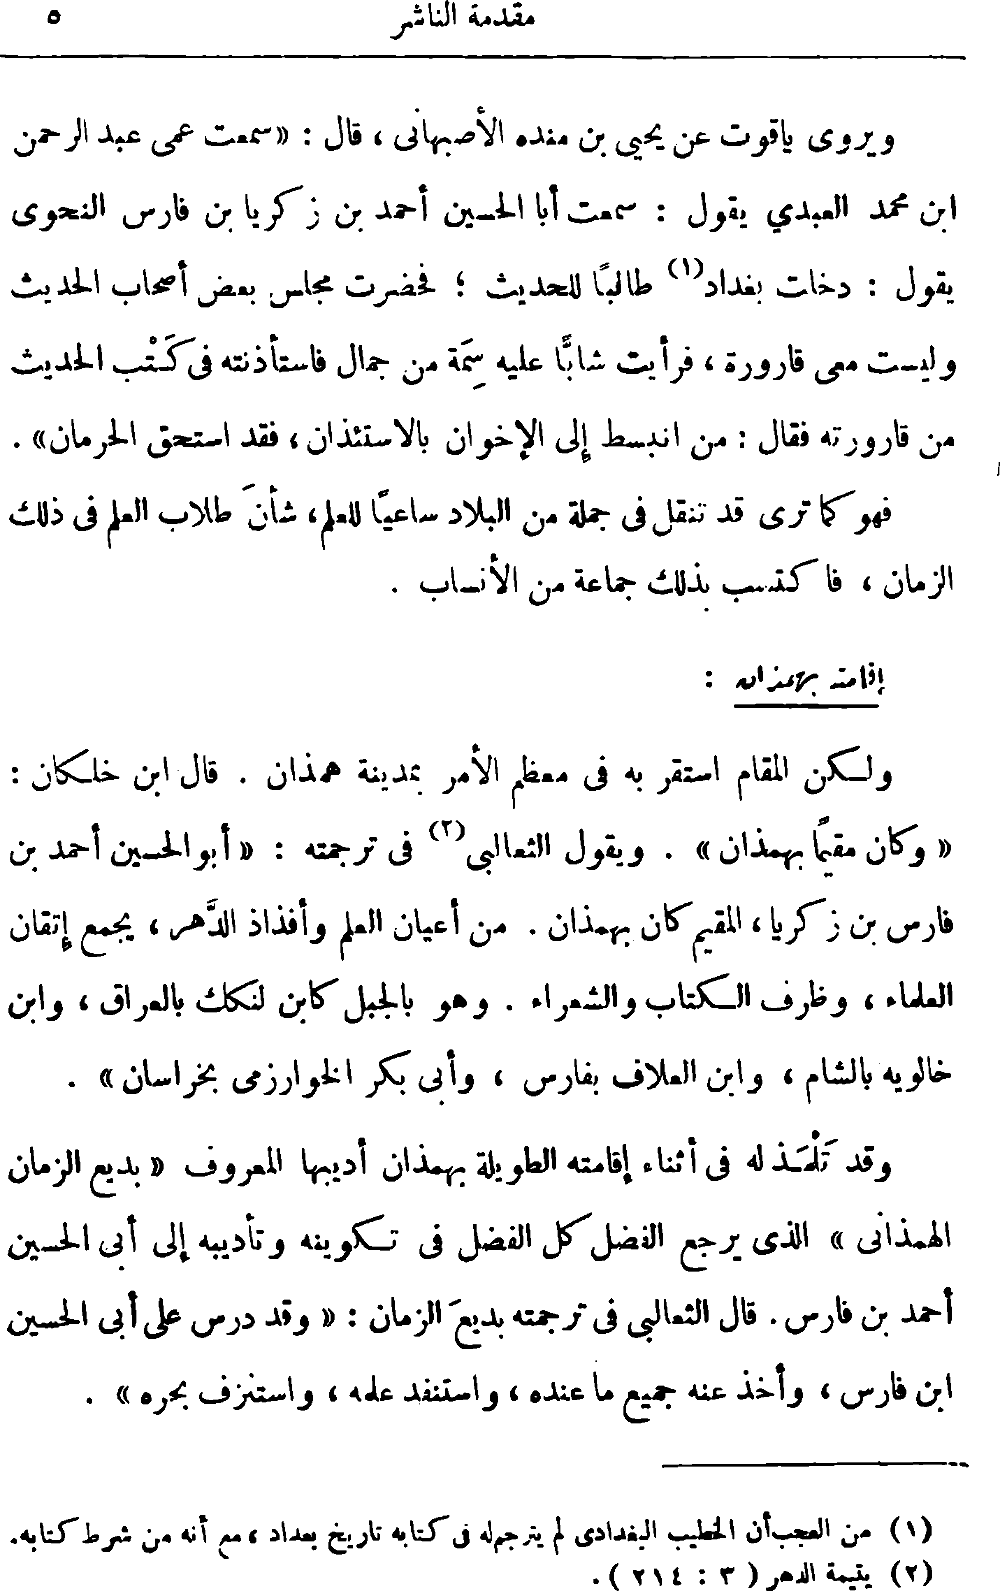 مقدمة الناشر ٥
ويروى ياقوت عن يحيى بن منده الأصبهانى ، قال : « سمعت عمى عبد الرحمن
ابن محمد العبدي يقول : سمعت أبا الحسين أحمد بن زكريا بن فارس النحوى
يقول : دخلت بغداد(١) طالبًا للحديث ؛ فحضرت مجلس بعض أصحاب الحديث
وليست معى قارورة ، فرأيت شابًّا عليه سِمَة من جمال فاستأذنته فى كَتْب الحديث
من قارورته فقال : من انبسط إلى الإخوان بالاستئذان ، فقد استحق الحرمان » .
فهو كما ترى قد تنقل فى جملة من البلاد ساعيًا للعلم ، شأنَ طلاب العلم فى ذلك
الزمان ، فاكتسب بذلك جماعة من الأنساب .
إقامته بهمذان :
ولكن المقام استقر به فى معظم الأمر بمدينة همذان . قال ابن خلكان :
« وكان مقيمًا بهمذان » . ويقول الثعالبى(٢) فى ترجمته : « أبو الحسين أحمد بن
فارس بن زكريا ، المقيم كان بهمذان . من أعيان العلم وأفذاذ الدَّهر ، يجمع إتقان
العلماء ، وظرف الكتاب والشعراء . وهو بالجبل كابن لنكك بالعراق ، وابن
خالويه بالشام ، وابن العلاف بفارس ، وأبى بكر الخوارزمى بخراسان » .
وقد تَلْمَذ له فى أثناء إقامته الطويلة بهمذان أديبها المعروف « بديع الزمان
الهمذانى » الذى يرجع الفضل كل الفضل فى تكوينه وتأديبه إلى أبى الحسين
أحمد بن فارس . قال الثعالبى فى ترجمته بديعَ الزمان : « وقد درس على أبى الحسين
ابن فارس ، وأخذ عنه جميع ما عنده ، واستنفد علمه ، واستنزف بحره » .
(١) من العجب أن الخطيب البغدادى لم يترجم له فى كتابه تاريخ بغداد ، مع أنه من شرط كتابه .
(٢) يتيمة الدهر ( ٣ : ٢١٤ ) .